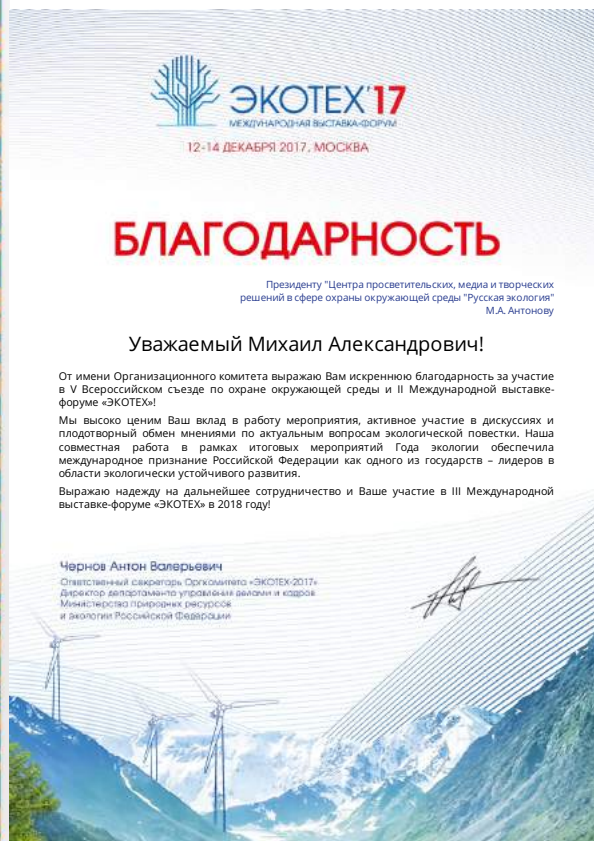 ЭКОТЕХ'17
МЕЖДУНАРОДНАЯ ВЫСТАВКА-ФОРУМ
12-14 ДЕКАБРЯ 2017, МОСКВА
БЛАГОДАРНОСТЬ
Президенту "Центра просветительских, медиа и творческих
решений в сфере охраны окружающей среды "Русская экология"
М.А. Антонову
Уважаемый Михаил Александрович!
От имени Организационного комитета выражаю Вам искреннюю благодарность за участие
в V Всероссийском съезде по охране окружающей среды и II Международной выставке-
форуме «ЭКОТЕХ»!
Мы высоко ценим Ваш вклад в работу мероприятия, активное участие в дискуссиях и
плодотворный обмен мнениями по актуальным вопросам экологической повестки. Наша
совместная работа в рамках итоговых мероприятий Года экологии обеспечила
международное признание Российской Федерации как одного из государств – лидеров в
области экологически устойчивого развития.
Выражаю надежду на дальнейшее сотрудничество и Ваше участие в III Международной
выставке-форуме «ЭКОТЕХ» в 2018 году!
Чернов Антон Валерьевич
Ответственный секретарь Оргкомитета «ЭКОТЕХ-2017»
Директор департамента управления делами и кадров
Министерства природных ресурсов
и экологии Российской Федерации